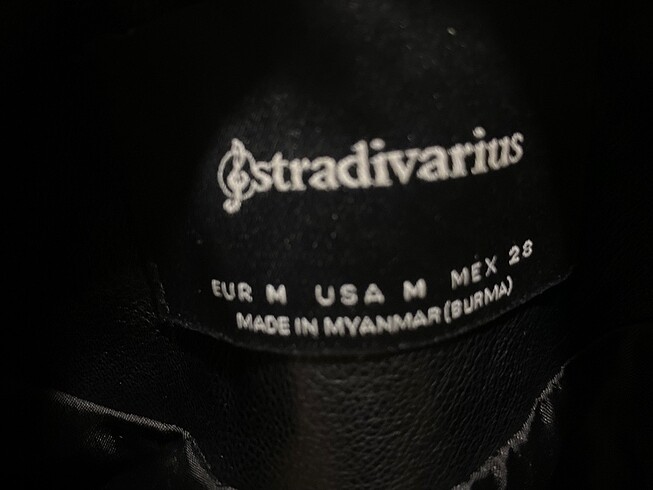 stradivarius
EUR M USA M MEX 28
MADE IN MYANMAR (BURMA)